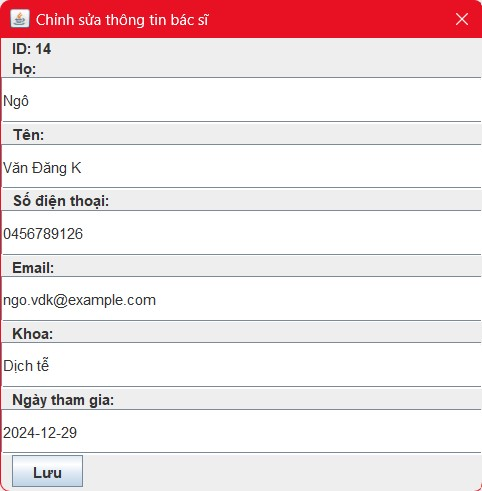 Chỉnh sửa thông tin bác sĩ
ID: 14
Họ:
Ngô
Tên:
Văn Đăng K
Số điện thoại:
0456789126
Email:
ngo.vdk@example.com
Khoa:
Dịch tễ
Ngày tham gia:
2024-12-29
Lưu